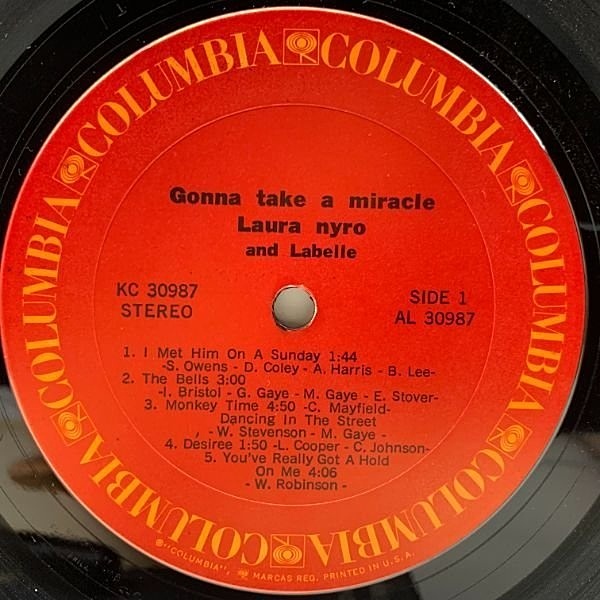 COLUMBIA COLUMBIA COLUMBIA COLUMBIA COLUMBIA COLUMBIA
Gonna take a miracle
Laura nyro
and Labelle
KC 30987
STEREO
SIDE 1
AL 30987
1. I Met Him On A Sunday 1:44
-S. Owens - D. Coley - A. Harris - B. Lee-
2. The Bells 3:00
-I. Bristol - G. Gaye - M. Gaye - E. Stover-
3. Monkey Time 4:50 -C. Mayfield-
Dancing In The Street
- W. Stevenson - M. Gaye -
4. Desiree 1:50 -L. Cooper - C. Johnson-
5. You've Really Got A Hold
On Me 4:06
- W. Robinson -
®"COLUMBIA", MARCAS REG. PRINTED IN U.S.A.